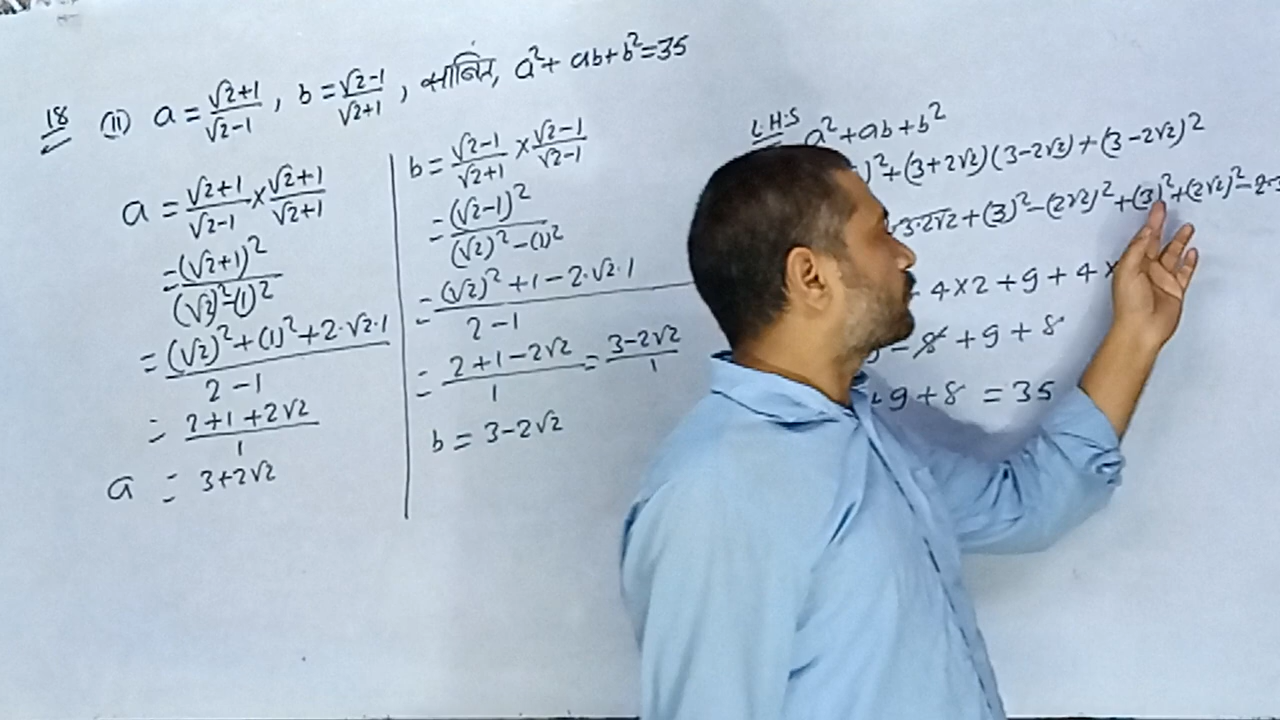 18 (ii) a = √2+1/√2-1, b = √2-1/√2+1, साबित, a²+ab+b²=35
a = √2+1/√2-1 × √2+1/√2+1
= (√2+1)²/(√2)²-(1)²
= (√2)²+(1)²+2·√2·1/2-1
= 2+1+2√2/1
a = 3+2√2
b = √2-1/√2+1 × √2-1/√2-1
= (√2-1)²/(√2)²-(1)²
= (√2)²+1-2·√2·1/2-1
= 2+1-2√2/1 = 3-2√2/1
b = 3-2√2
L.H.S a²+ab+b²
)²+(3+2√2)(3-2√2)+(3-2√2)²
3·2√2+(3)²-(2√2)²+(3)²+(2√2)²-2·3
4×2+9+4×
-8+9+8
9+8 = 35